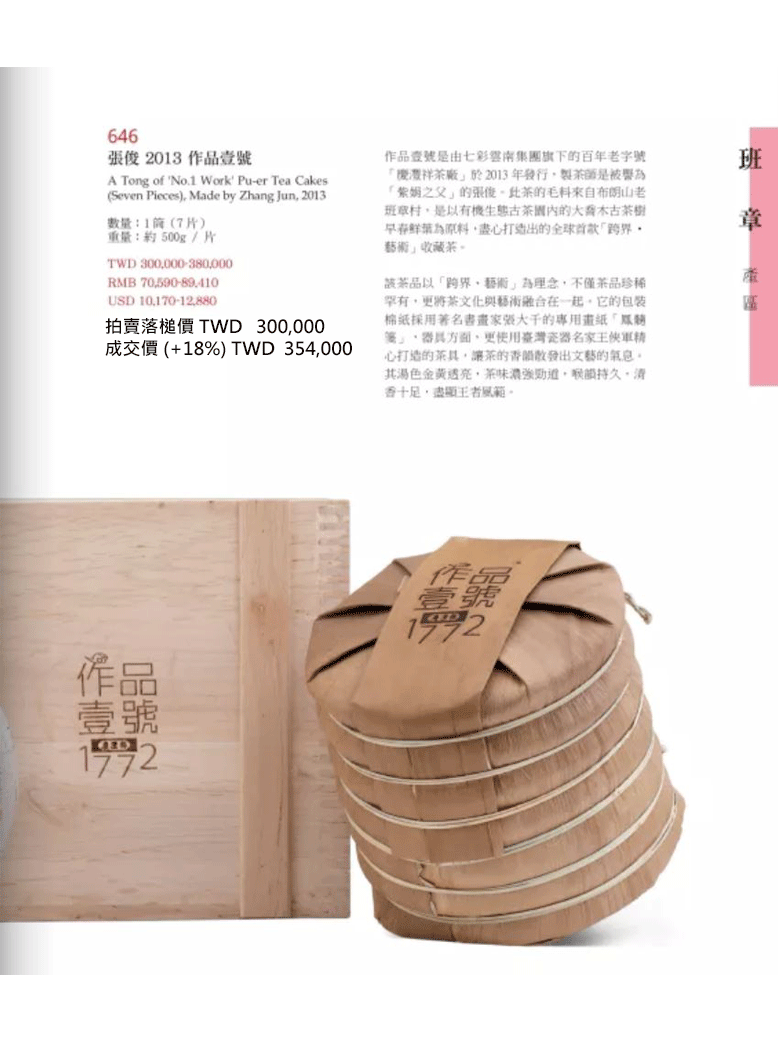 646
張俊 2013 作品壹號
A Tong of 'No.1 Work' Pu-er Tea Cakes
(Seven Pieces), Made by Zhang Jun, 2013
數量：1筒（7片）
重量：約 500g / 片
TWD 300,000-380,000
RMB 70,590-89,410
USD 10,170-12,880
拍賣落槌價 TWD 300,000
成交價 (+18%) TWD 354,000
作品壹號是由七彩雲南集團旗下的百年老字號
「慶灃祥茶廠」於 2013 年發行，製茶師是被譽為
「紫娟之父」的張俊。此茶的毛料來自布朗山老
班章村，是以有機生態古茶園內的大喬木古茶樹
早春鮮葉為原料，盡心打造出的全球首款「跨界・
藝術」收藏茶。
該茶品以「跨界・藝術」為理念，不僅茶品珍稀
罕有，更將茶文化與藝術融合在一起。它的包裝
棉紙採用著名書畫家張大千的專用畫紙「鳳
箋」，器具方面，更使用臺灣瓷器名家王俠軍精
心打造的茶具，讓茶的香韻散發出文藝的氣息。
其湯色金黃透亮，茶味濃強勁道，喉韻持久，清
香十足，盡顯王者風範。
班章
產區
作品
壹號
1772
作品
壹號
1772